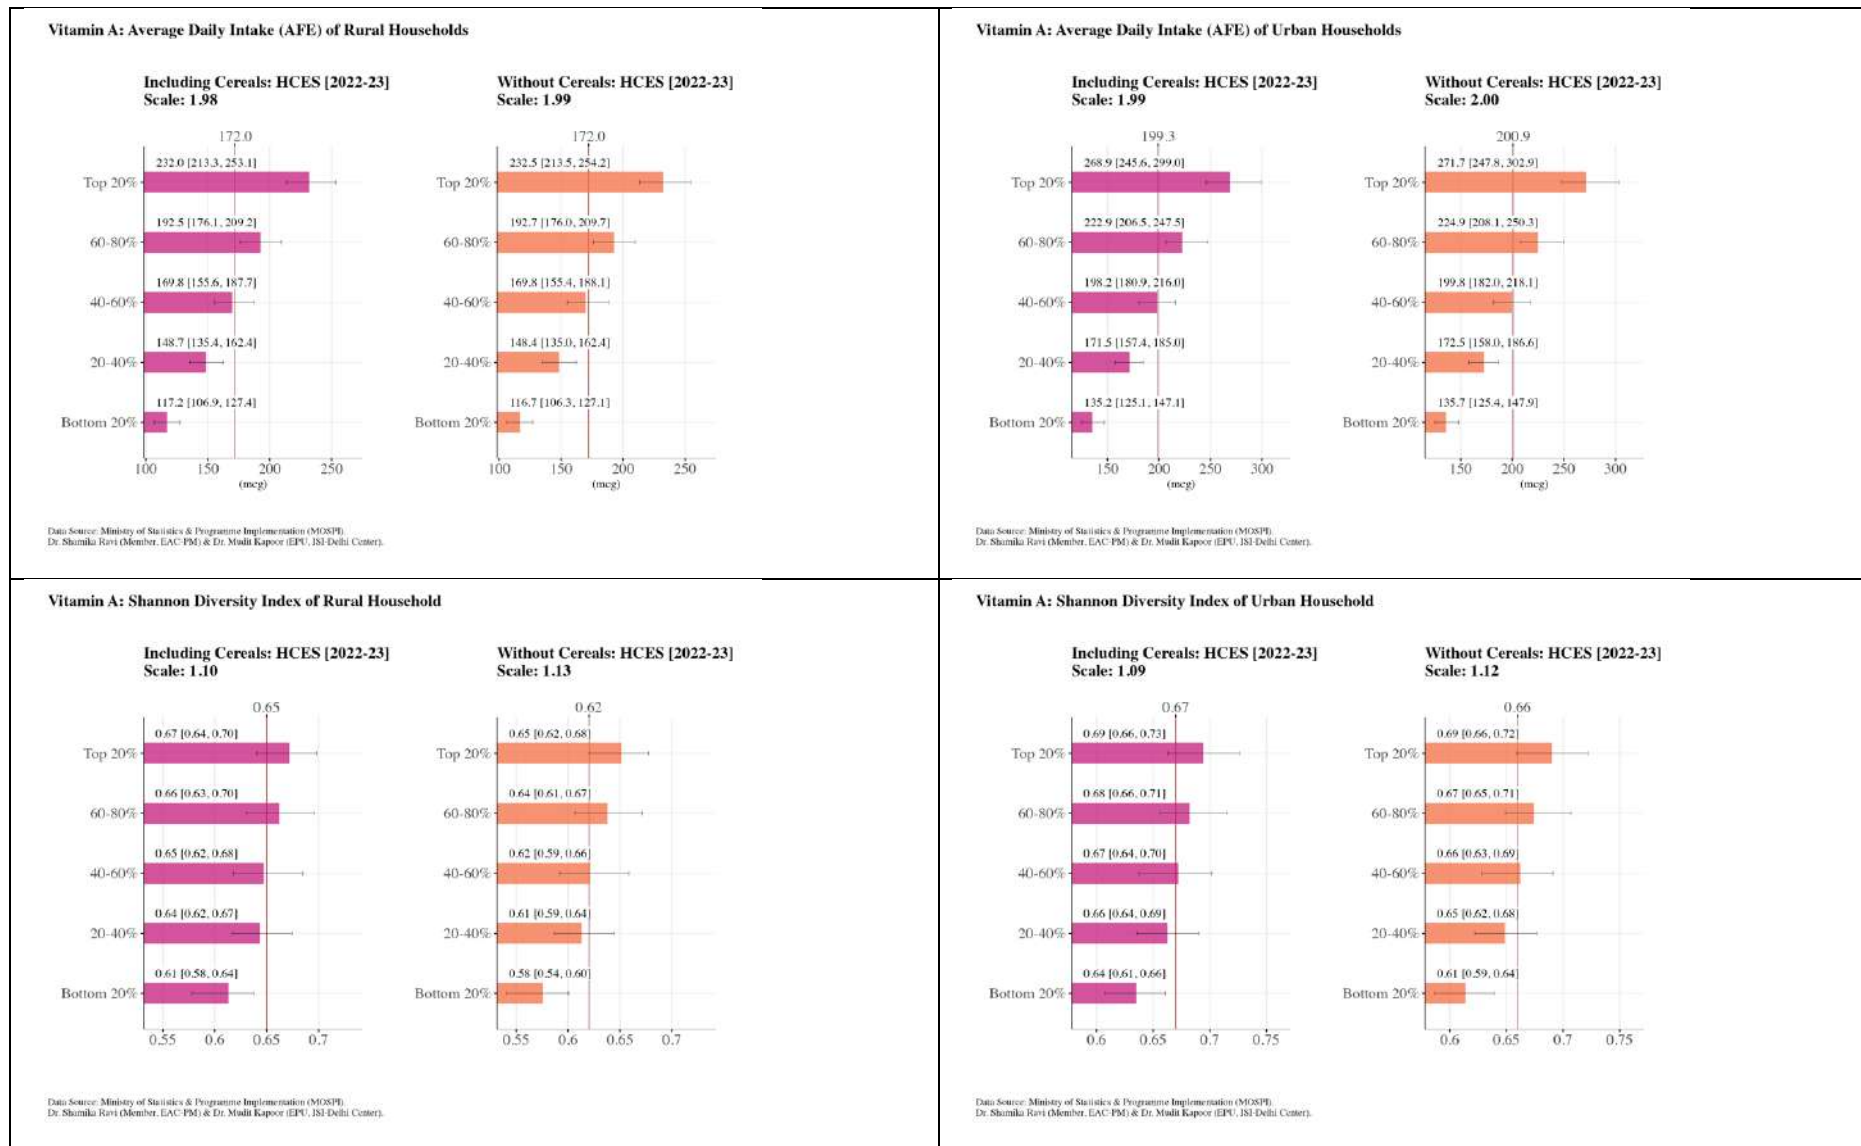 Vitamin A: Average Daily Intake (AFE) of Rural Households
Including Cereals: HCES [2022-23]
Scale: 1.98
172.0
Top 20%
232.0 [213.3, 253.1]
60-80%
192.5 [176.1, 209.2]
40-60%
169.8 [155.6, 187.7]
20-40%
148.7 [135.4, 162.4]
Bottom 20%
117.2 [106.9, 127.4]
100 150 200 250
(mcg)
Without Cereals: HCES [2022-23]
Scale: 1.99
172.0
Top 20%
232.5 [213.5, 254.2]
60-80%
192.7 [176.0, 209.7]
40-60%
169.8 [155.4, 188.1]
20-40%
148.4 [135.0, 162.4]
Bottom 20%
116.7 [106.3, 127.1]
100 150 200 250
(mcg)
Data Source: Ministry of Statistics & Programme Implementation (MOSPI).
Dr. Shamika Ravi (Member, EAC-PM) & Dr. Mudit Kapoor (EPU, ISI-Delhi Center).
Vitamin A: Average Daily Intake (AFE) of Urban Households
Including Cereals: HCES [2022-23]
Scale: 1.99
199.3
Top 20%
268.9 [245.6, 299.0]
60-80%
222.9 [206.5, 247.5]
40-60%
198.2 [180.9, 216.0]
20-40%
171.5 [157.4, 185.0]
Bottom 20%
135.2 [125.1, 147.1]
150 200 250 300
(mcg)
Without Cereals: HCES [2022-23]
Scale: 2.00
200.9
Top 20%
271.7 [247.8, 302.9]
60-80%
224.9 [208.1, 250.3]
40-60%
199.8 [182.0, 218.1]
20-40%
172.5 [158.0, 186.6]
Bottom 20%
135.7 [125.4, 147.9]
150 200 250 300
(mcg)
Data Source: Ministry of Statistics & Programme Implementation (MOSPI).
Dr. Shamika Ravi (Member, EAC-PM) & Dr. Mudit Kapoor (EPU, ISI-Delhi Center).
Vitamin A: Shannon Diversity Index of Rural Household
Including Cereals: HCES [2022-23]
Scale: 1.10
0.65
Top 20%
0.67 [0.64, 0.70]
60-80%
0.66 [0.63, 0.70]
40-60%
0.65 [0.62, 0.68]
20-40%
0.64 [0.62, 0.67]
Bottom 20%
0.61 [0.58, 0.64]
0.55 0.6 0.65 0.7
Without Cereals: HCES [2022-23]
Scale: 1.13
0.62
Top 20%
0.65 [0.62, 0.68]
60-80%
0.64 [0.61, 0.67]
40-60%
0.62 [0.59, 0.66]
20-40%
0.61 [0.59, 0.64]
Bottom 20%
0.58 [0.54, 0.60]
0.55 0.6 0.65 0.7
Data Source: Ministry of Statistics & Programme Implementation (MOSPI).
Dr. Shamika Ravi (Member, EAC-PM) & Dr. Mudit Kapoor (EPU, ISI-Delhi Center).
Vitamin A: Shannon Diversity Index of Urban Household
Including Cereals: HCES [2022-23]
Scale: 1.09
0.67
Top 20%
0.69 [0.66, 0.73]
60-80%
0.68 [0.66, 0.71]
40-60%
0.67 [0.64, 0.70]
20-40%
0.66 [0.64, 0.69]
Bottom 20%
0.64 [0.61, 0.66]
0.6 0.65 0.7 0.75
Without Cereals: HCES [2022-23]
Scale: 1.12
0.66
Top 20%
0.69 [0.66, 0.72]
60-80%
0.67 [0.65, 0.71]
40-60%
0.66 [0.63, 0.69]
20-40%
0.65 [0.62, 0.68]
Bottom 20%
0.61 [0.59, 0.64]
0.6 0.65 0.7 0.75
Data Source: Ministry of Statistics & Programme Implementation (MOSPI).
Dr. Shamika Ravi (Member, EAC-PM) & Dr. Mudit Kapoor (EPU, ISI-Delhi Center).